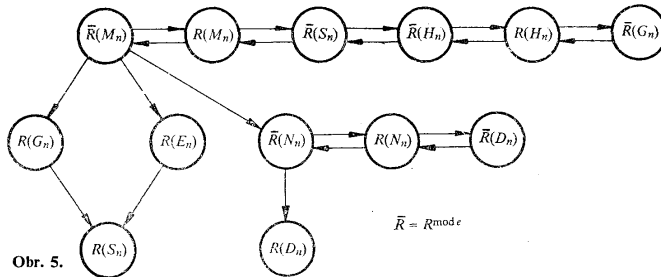 R̄(Mₙ) R(Mₙ) R̄(Sₙ) R̄(Hₙ) R(Hₙ) R̄(Gₙ)
R(Gₙ) R(Eₙ) R̄(Nₙ) R(Nₙ) R̄(Dₙ)
R̄ = R^mod e
Obr. 5. R(Sₙ) R(Dₙ)